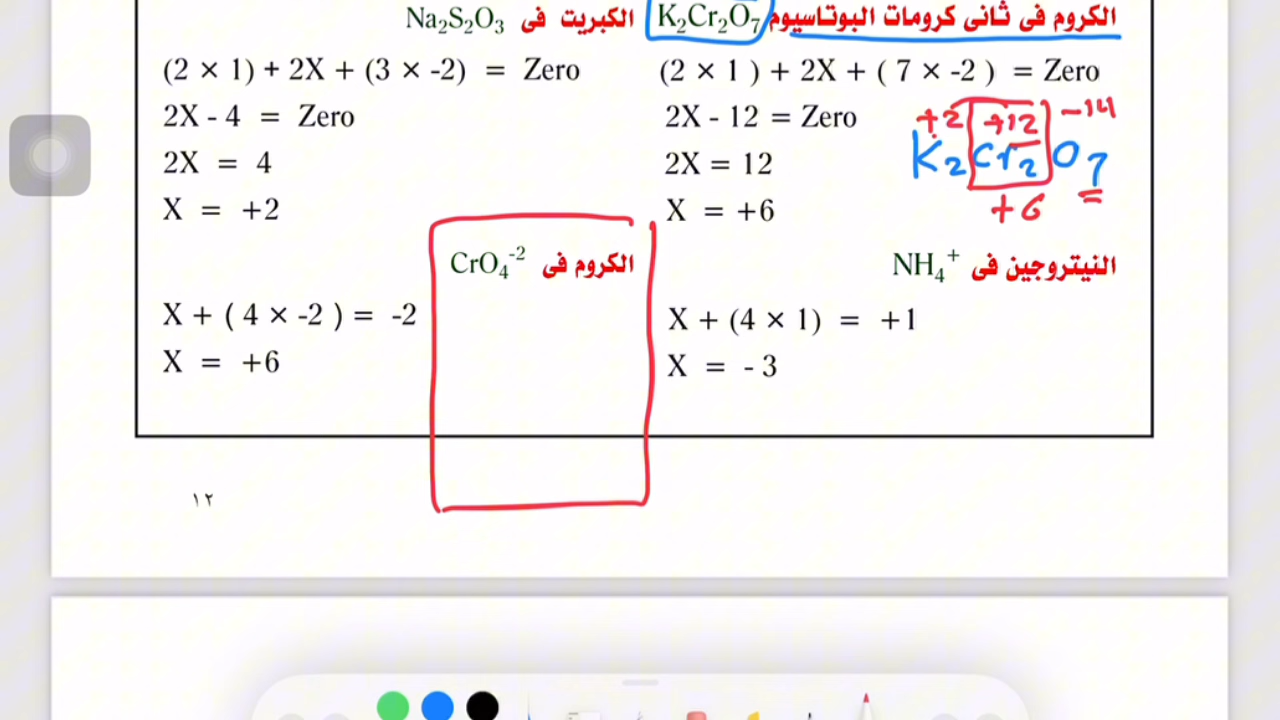 الكروم فى ثانى كرومات البوتاسيوم K₂Cr₂O₇
(2 × 1 ) + 2X + ( 7 × -2 ) = Zero
2X - 12 = Zero
2X = 12
X = +6
+2 +12 -14
K₂Cr₂O₇
+6
الكبريت فى Na₂S₂O₃
(2 × 1) + 2X + (3 × -2) = Zero
2X - 4 = Zero
2X = 4
X = +2
النيتروجين فى NH₄⁺
X + (4 × 1) = +1
X = - 3
الكروم فى CrO₄⁻²
X + ( 4 × -2 ) = -2
X = +6
١٢